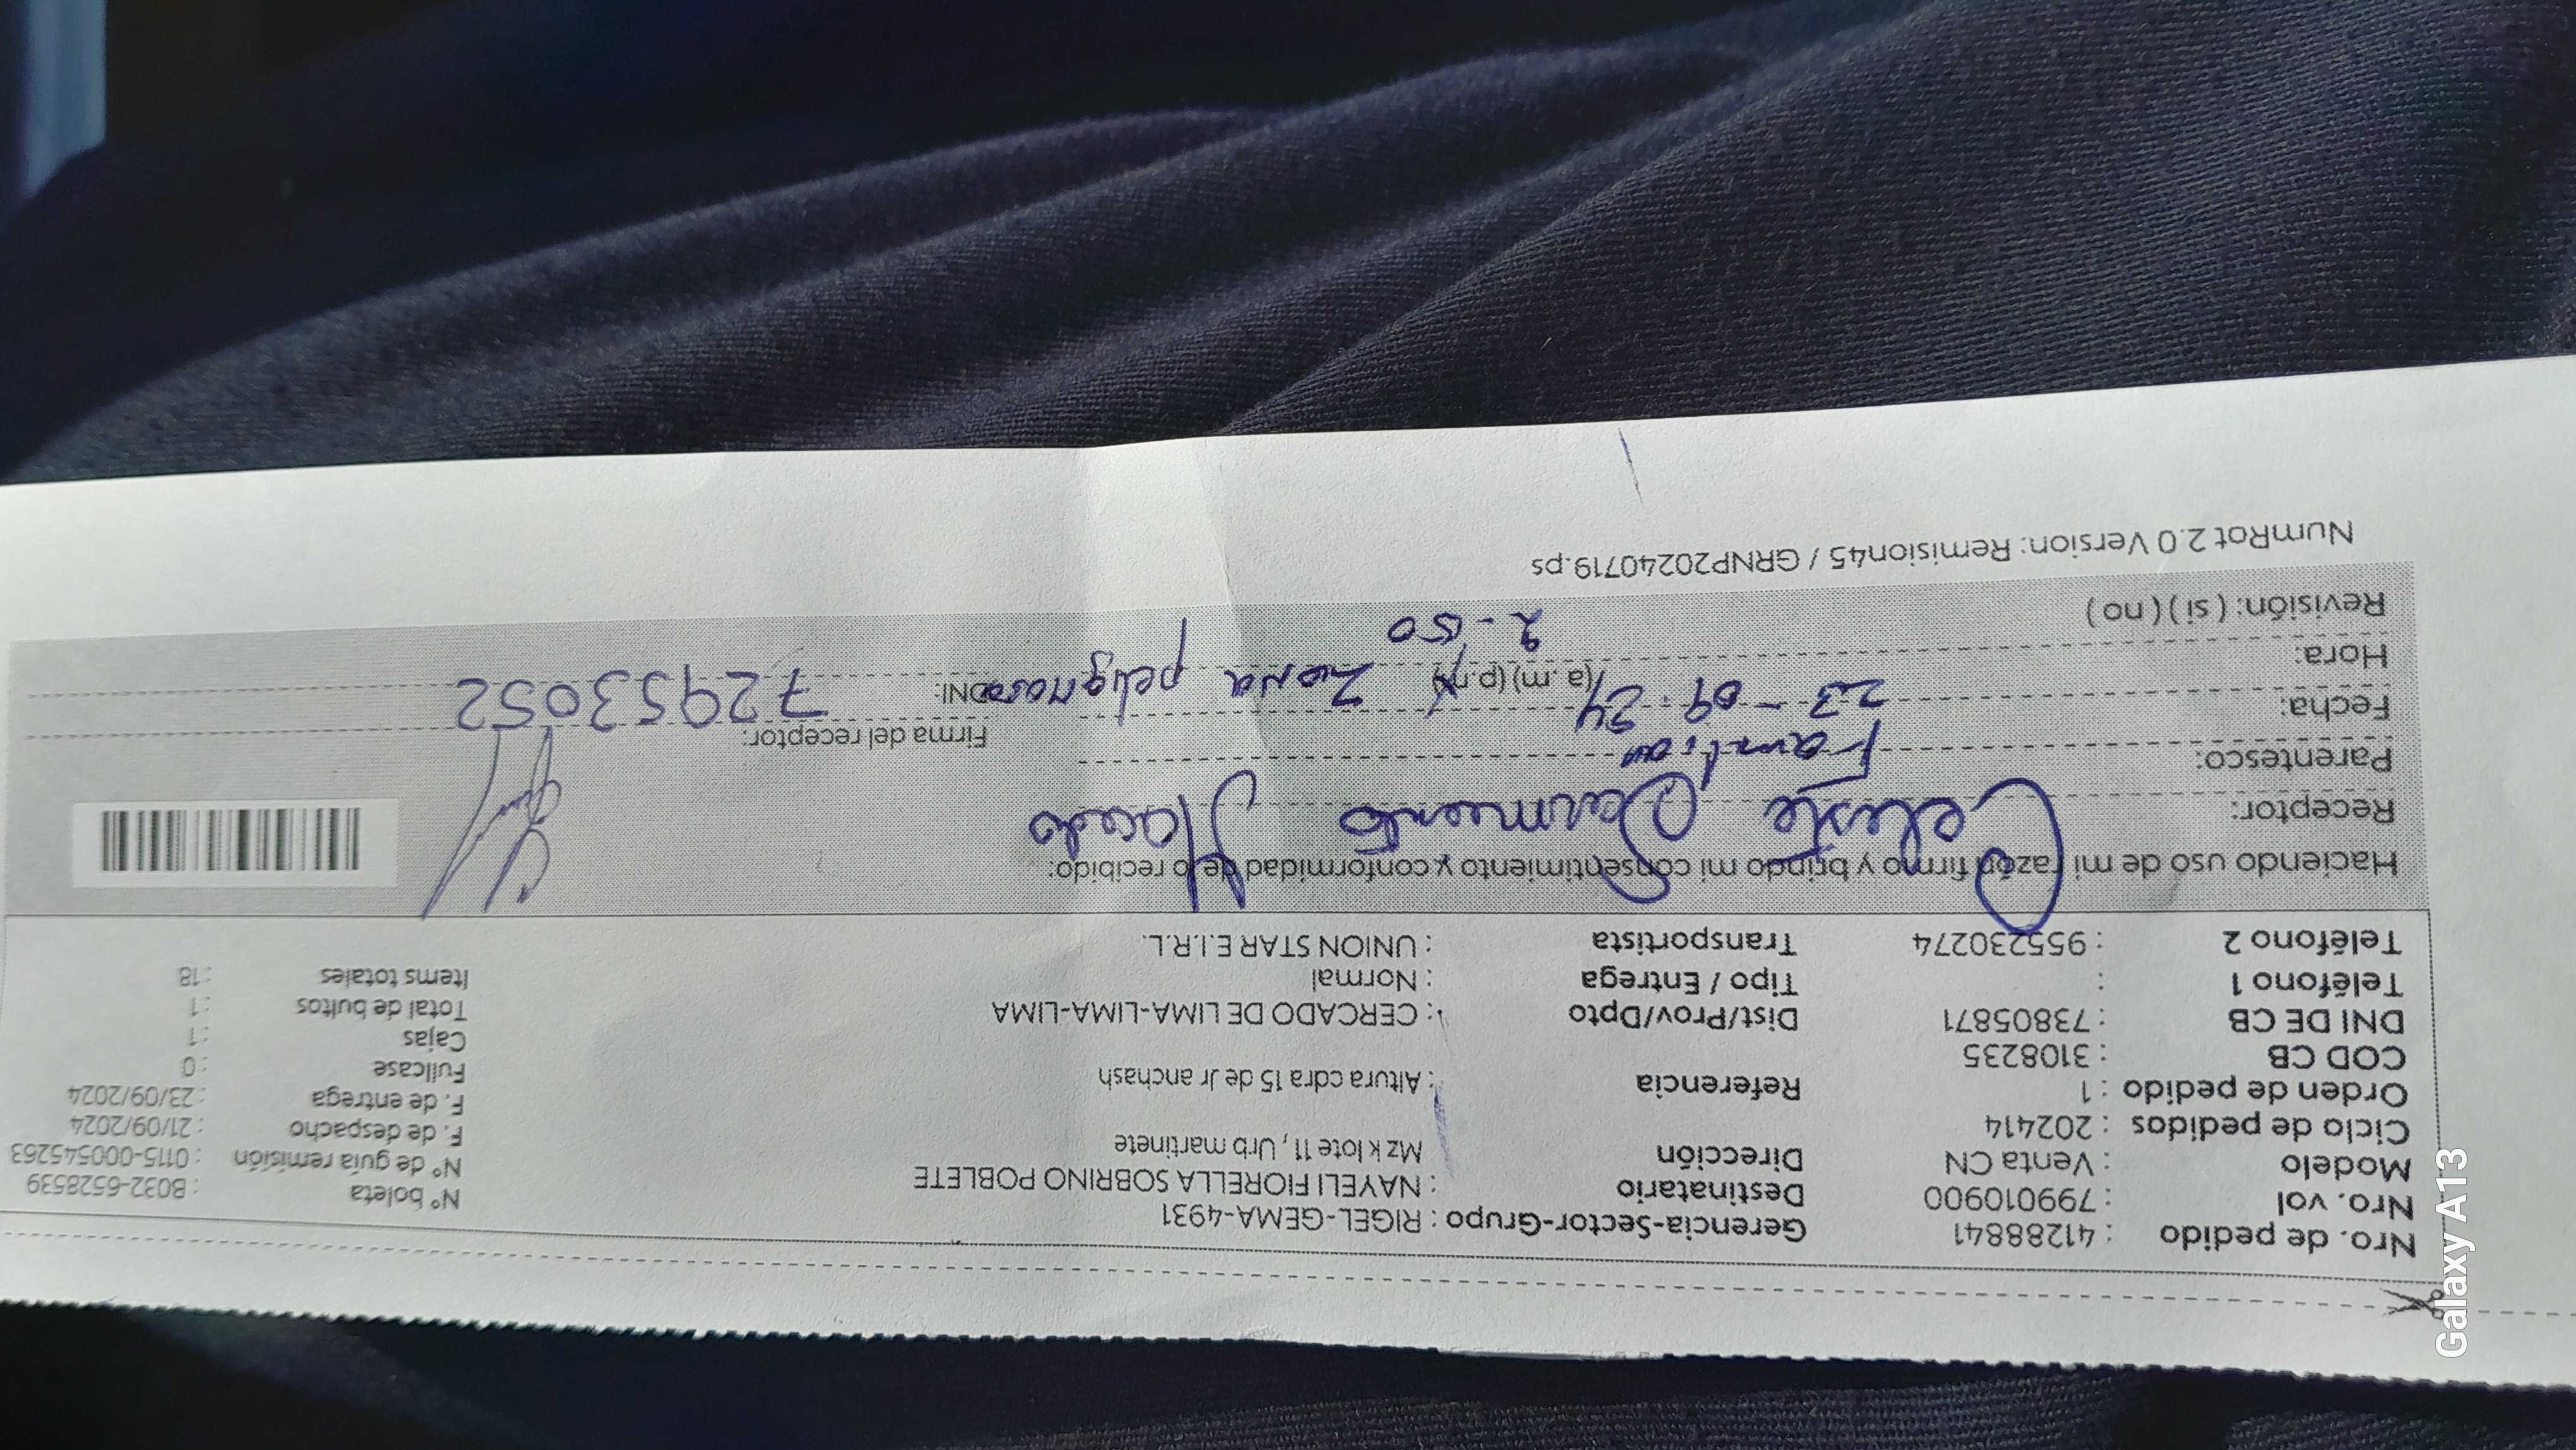 Nro. de pedido : 41288841 Gerencia-Sector-Grupo : RIGEL-GEMA-4931 N° boleta : B032-6528539
Nro. vol : 799010900 Destinatario : NAYELI FIORELLA SOBRINO POBLETE N° de guía remisión : 0115-000545263
Modelo : Venta CN Dirección Mz k lote 11, Urb martinete F. de despacho : 21/09/2024
Ciclo de pedidos : 202414 F. de entrega : 23/09/2024
Orden de pedido : 1 Referencia : Altura cdra 15 de Jr anchash Fullcase : 0
COD CB : 3108235 Cajas : 1
DNI DE CB : 73805871 Dist/Prov/Dpto : CERCADO DE LIMA-LIMA-LIMA Total de bultos : 1
Teléfono 1 : Tipo / Entrega : Normal Items totales : 18
Teléfono 2 : 955230274 Transportista : UNION STAR E.I.R.L.
Haciendo uso de mi razón firmo y brindo mi consentimiento y conformidad de lo recibido:
Receptor: Celeste Sarmiento Macedo
Parentesco: Familiar Firma del receptor:
Fecha: 23-09-24 DNI: 72953052
Hora: 2-50 (a.m) (p.m) Zona peligrosa
Revisión: ( si ) ( no )
NumRot 2.0 Version: Remision45 / GRNP20240719.ps
Galaxy A13